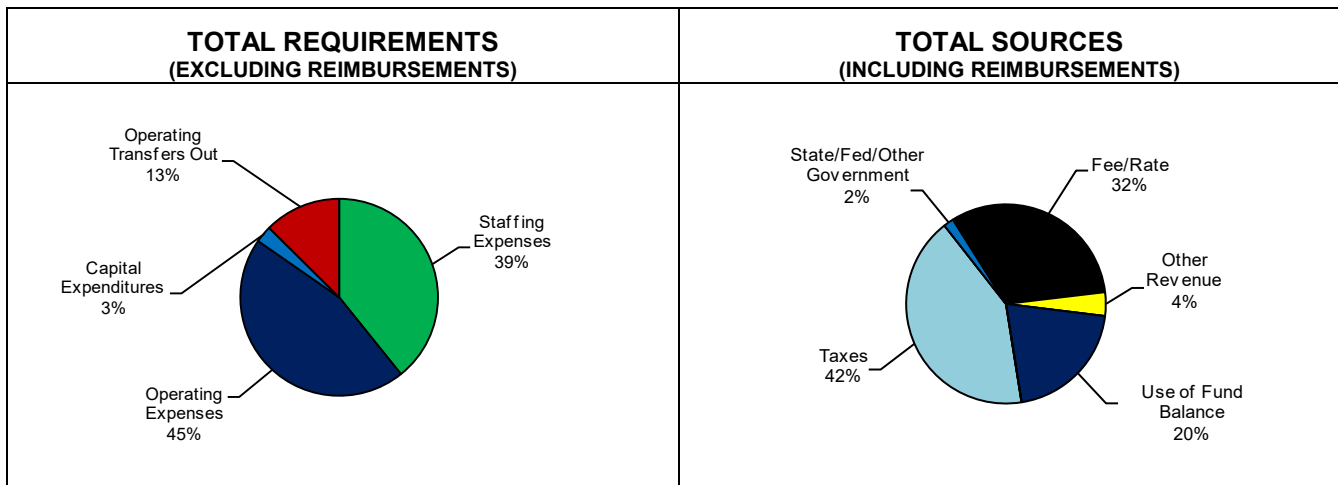 TOTAL REQUIREMENTS
(EXCLUDING REIMBURSEMENTS)
Operating
Transfers Out
13%
Staffing
Expenses
39%
Capital
Expenditures
3%
Operating
Expenses
45%
TOTAL SOURCES
(INCLUDING REIMBURSEMENTS)
State/Fed/Other
Government
2%
Fee/Rate
32%
Other
Revenue
4%
Taxes
42%
Use of Fund
Balance
20%